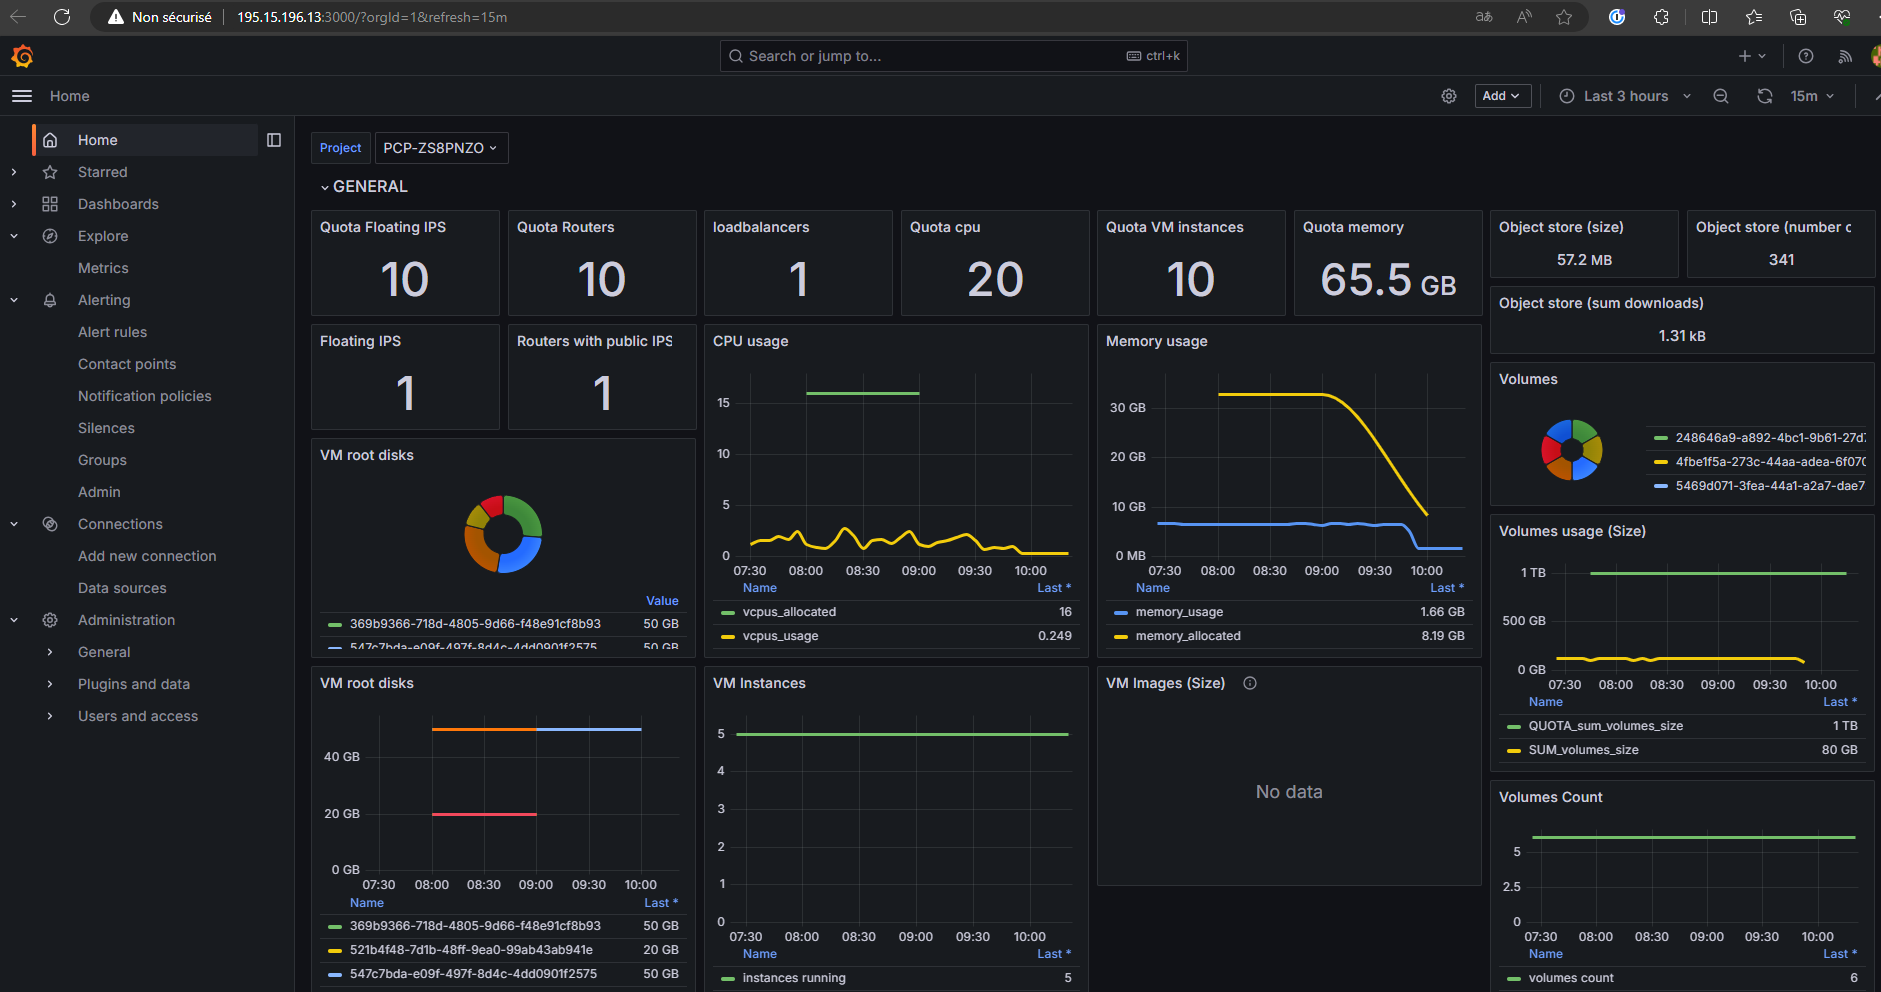 Non sécurisé 195.15.196.13:3000/?orgId=1&refresh=15m
Search or jump to... ctrl+k
Home Add Last 3 hours 15m
Home
Starred
Dashboards
Explore
Metrics
Alerting
Alert rules
Contact points
Notification policies
Silences
Groups
Admin
Connections
Add new connection
Data sources
Administration
General
Plugins and data
Users and access
Project PCP-ZS8PNZO
GENERAL
Quota Floating IPS
10
Quota Routers
10
loadbalancers
1
Quota cpu
20
Quota VM instances
10
Quota memory
65.5 GB
Object store (size)
57.2 MB
Object store (number c
341
Object store (sum downloads)
1.31 kB
Floating IPS
1
Routers with public IPS
1
CPU usage
15
10
5
0
07:30 08:00 08:30 09:00 09:30 10:00
Name Last *
vcpus_allocated 16
vcpus_usage 0.249
Memory usage
30 GB
20 GB
10 GB
0 MB
07:30 08:00 08:30 09:00 09:30 10:00
Name Last *
memory_usage 1.66 GB
memory_allocated 8.19 GB
Volumes
248646a9-a892-4bc1-9b61-27d7
4fbe1f5a-273c-44aa-adea-6f070
5469d071-3fea-44a1-a2a7-dae7
VM root disks
Value
369b9366-718d-4805-9d66-f48e91cf8b93 50 GB
547c7bda-e09f-497f-8d4c-4dd0901f2575 50 GB
Volumes usage (Size)
1 TB
500 GB
0 GB
07:30 08:00 08:30 09:00 09:30 10:00
Name Last *
QUOTA_sum_volumes_size 1 TB
SUM_volumes_size 80 GB
VM root disks
40 GB
20 GB
0 GB
07:30 08:00 08:30 09:00 09:30 10:00
Name Last *
369b9366-718d-4805-9d66-f48e91cf8b93 50 GB
521b4f48-7d1b-48ff-9ea0-99ab43ab941e 20 GB
547c7bda-e09f-497f-8d4c-4dd0901f2575 50 GB
VM Instances
5
4
3
2
1
0
07:30 08:00 08:30 09:00 09:30 10:00
Name Last *
instances running 5
VM Images (Size)
No data
Volumes Count
5
2.5
0
07:30 08:00 08:30 09:00 09:30 10:00
Name Last *
volumes count 6